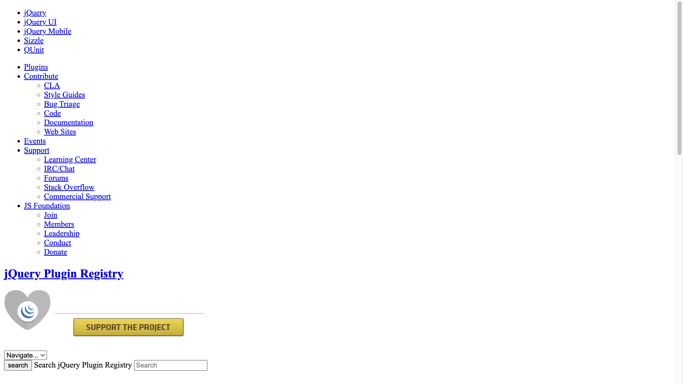 jQuery
jQuery UI
jQuery Mobile
Sizzle
QUnit
Plugins
Contribute
CLA
Style Guides
Bug Triage
Code
Documentation
Web Sites
Events
Support
Learning Center
IRC/Chat
Forums
Stack Overflow
Commercial Support
JS Foundation
Join
Members
Leadership
Conduct
Donate
jQuery Plugin Registry
SUPPORT THE PROJECT
Navigate...
search Search jQuery Plugin Registry Search